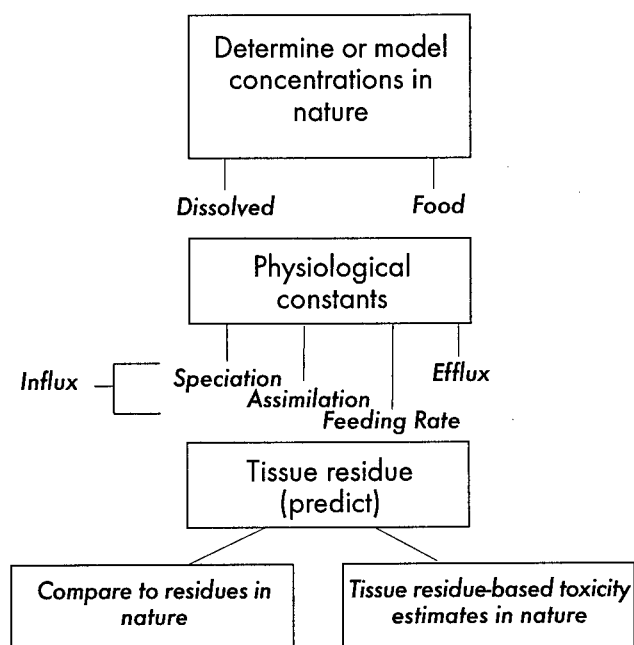 Determine or model
concentrations in
nature
Dissolved
Food
Physiological
constants
Influx
Speciation
Efflux
Assimilation
Feeding Rate
Tissue residue
(predict)
Compare to residues in
nature
Tissue residue-based toxicity
estimates in nature